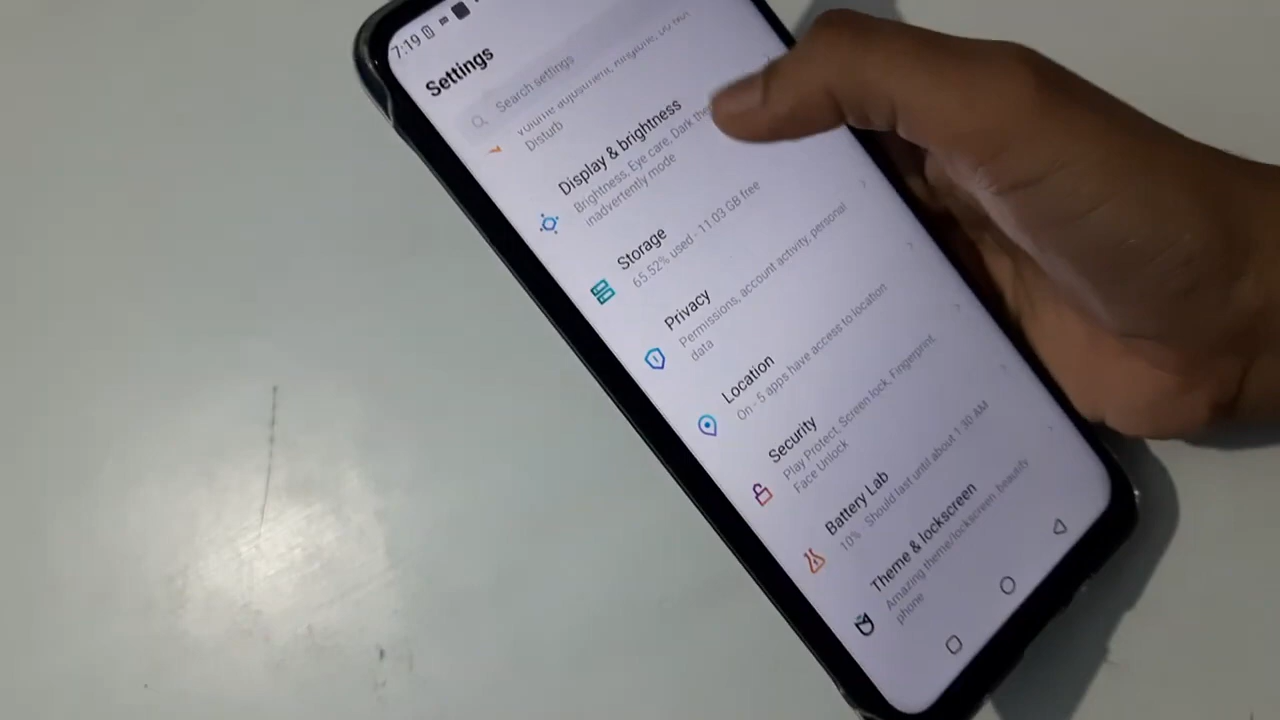 7:19
Settings
Search settings
Disturb
Display & brightness
Brightness, Eye care, Dark
inadvertently mode
Storage
65.52% used - 11.03 GB free
Privacy
Permissions, account activity, personal
data
Location
On - 5 apps have access to location
Security
Play Protect, Screen lock, Fingerprint,
Face Unlock
Battery Lab
10% - Should last until about 1:30 AM
Theme & lockscreen
Amazing theme/lockscreen ,beautify
phone